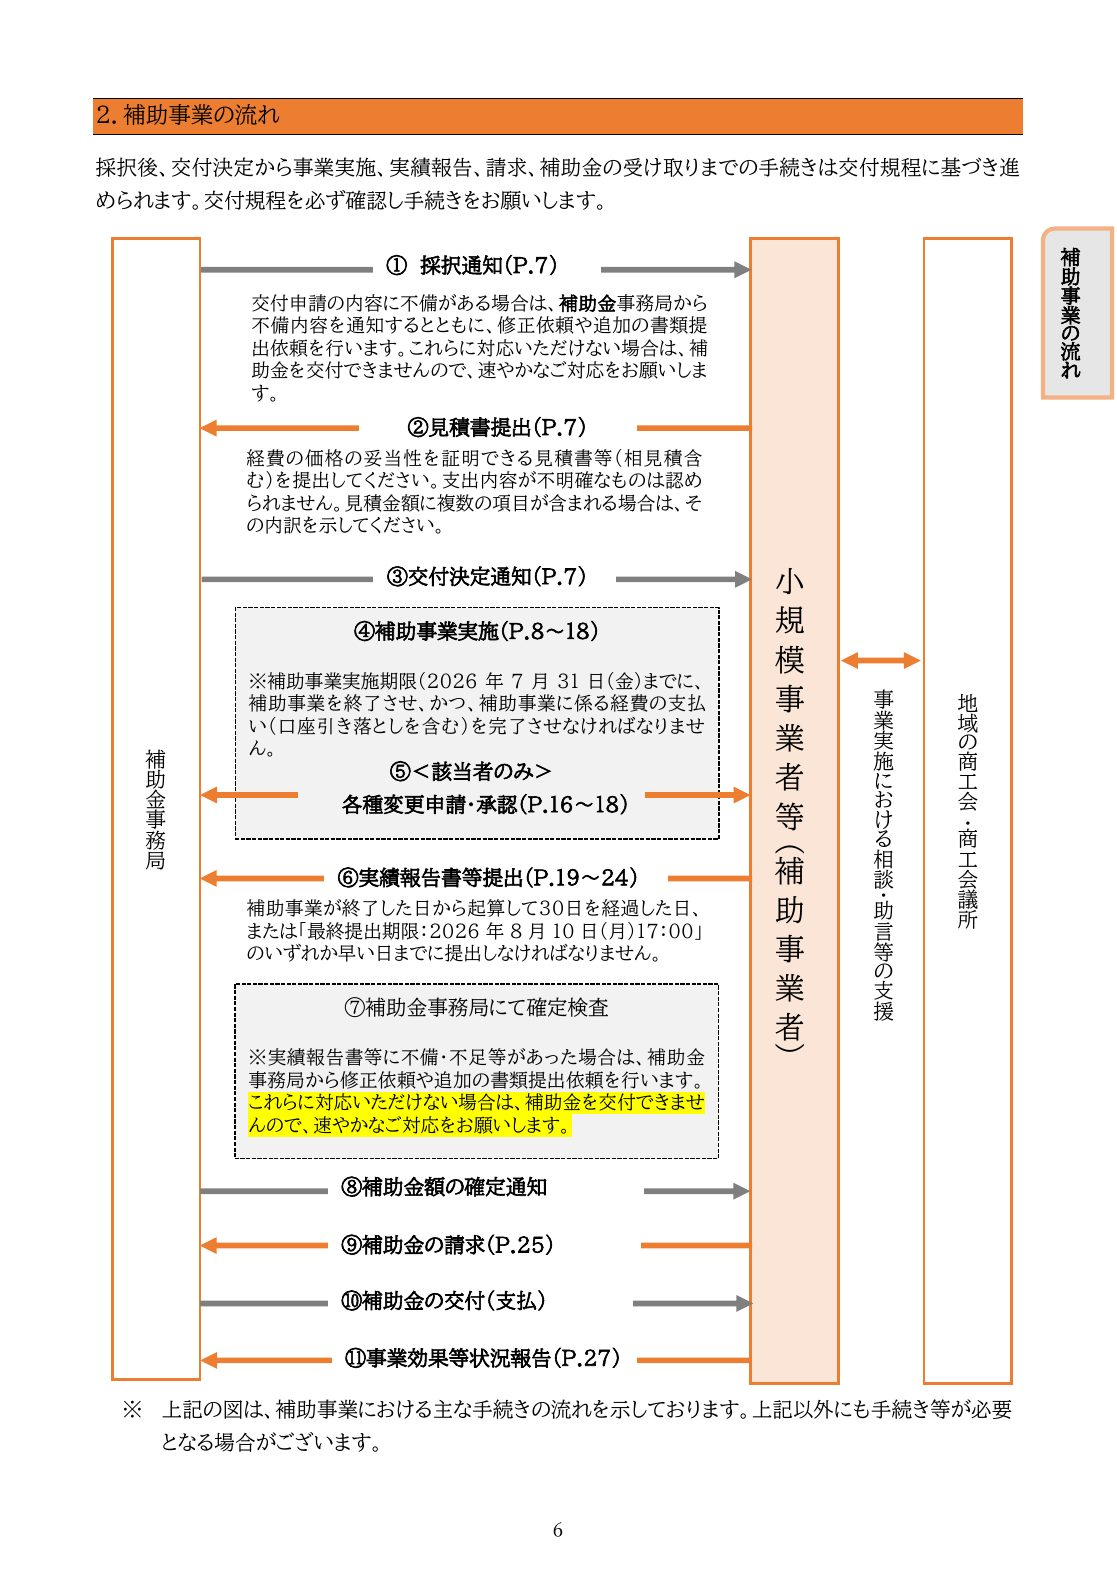 2. 補助事業の流れ
採択後、交付決定から事業実施、実績報告、請求、補助金の受け取りまでの手続きは交付規程に基づき進
められます。交付規程を必ず確認し手続きをお願いします。
補助事業の流れ
補助金事務局
① 採択通知(P.7)
交付申請の内容に不備がある場合は、補助金事務局から
不備内容を通知するとともに、修正依頼や追加の書類提
出依頼を行います。これらに対応いただけない場合は、補
助金を交付できませんので、速やかなご対応をお願いしま
す。
②見積書提出(P.7)
経費の価格の妥当性を証明できる見積書等(相見積含
む)を提出してください。支出内容が不明確なものは認め
られません。見積金額に複数の項目が含まれる場合は、そ
の内訳を示してください。
③交付決定通知(P.7)
④補助事業実施(P.8～18)
※補助事業実施期限(2026 年 7 月 31 日(金)までに、
補助事業を終了させ、かつ、補助事業に係る経費の支払
い(口座引き落としを含む)を完了させなければなりませ
ん。
⑤＜該当者のみ＞
各種変更申請・承認(P.16～18)
⑥実績報告書等提出(P.19～24)
補助事業が終了した日から起算して30日を経過した日、
または「最終提出期限:2026 年 8 月 10 日(月)17:00」
のいずれか早い日までに提出しなければなりません。
⑦補助金事務局にて確定検査
※実績報告書等に不備・不足等があった場合は、補助金
事務局から修正依頼や追加の書類提出依頼を行います。
これらに対応いただけない場合は、補助金を交付できませ
んので、速やかなご対応をお願いします。
⑧補助金額の確定通知
⑨補助金の請求(P.25)
⑩補助金の交付(支払)
⑪事業効果等状況報告(P.27)
小規模事業者等(補助事業者)
事業実施における相談・助言等の支援
地域の商工会・商工会議所
※ 上記の図は、補助事業における主な手続きの流れを示しております。上記以外にも手続き等が必要
となる場合がございます。
6